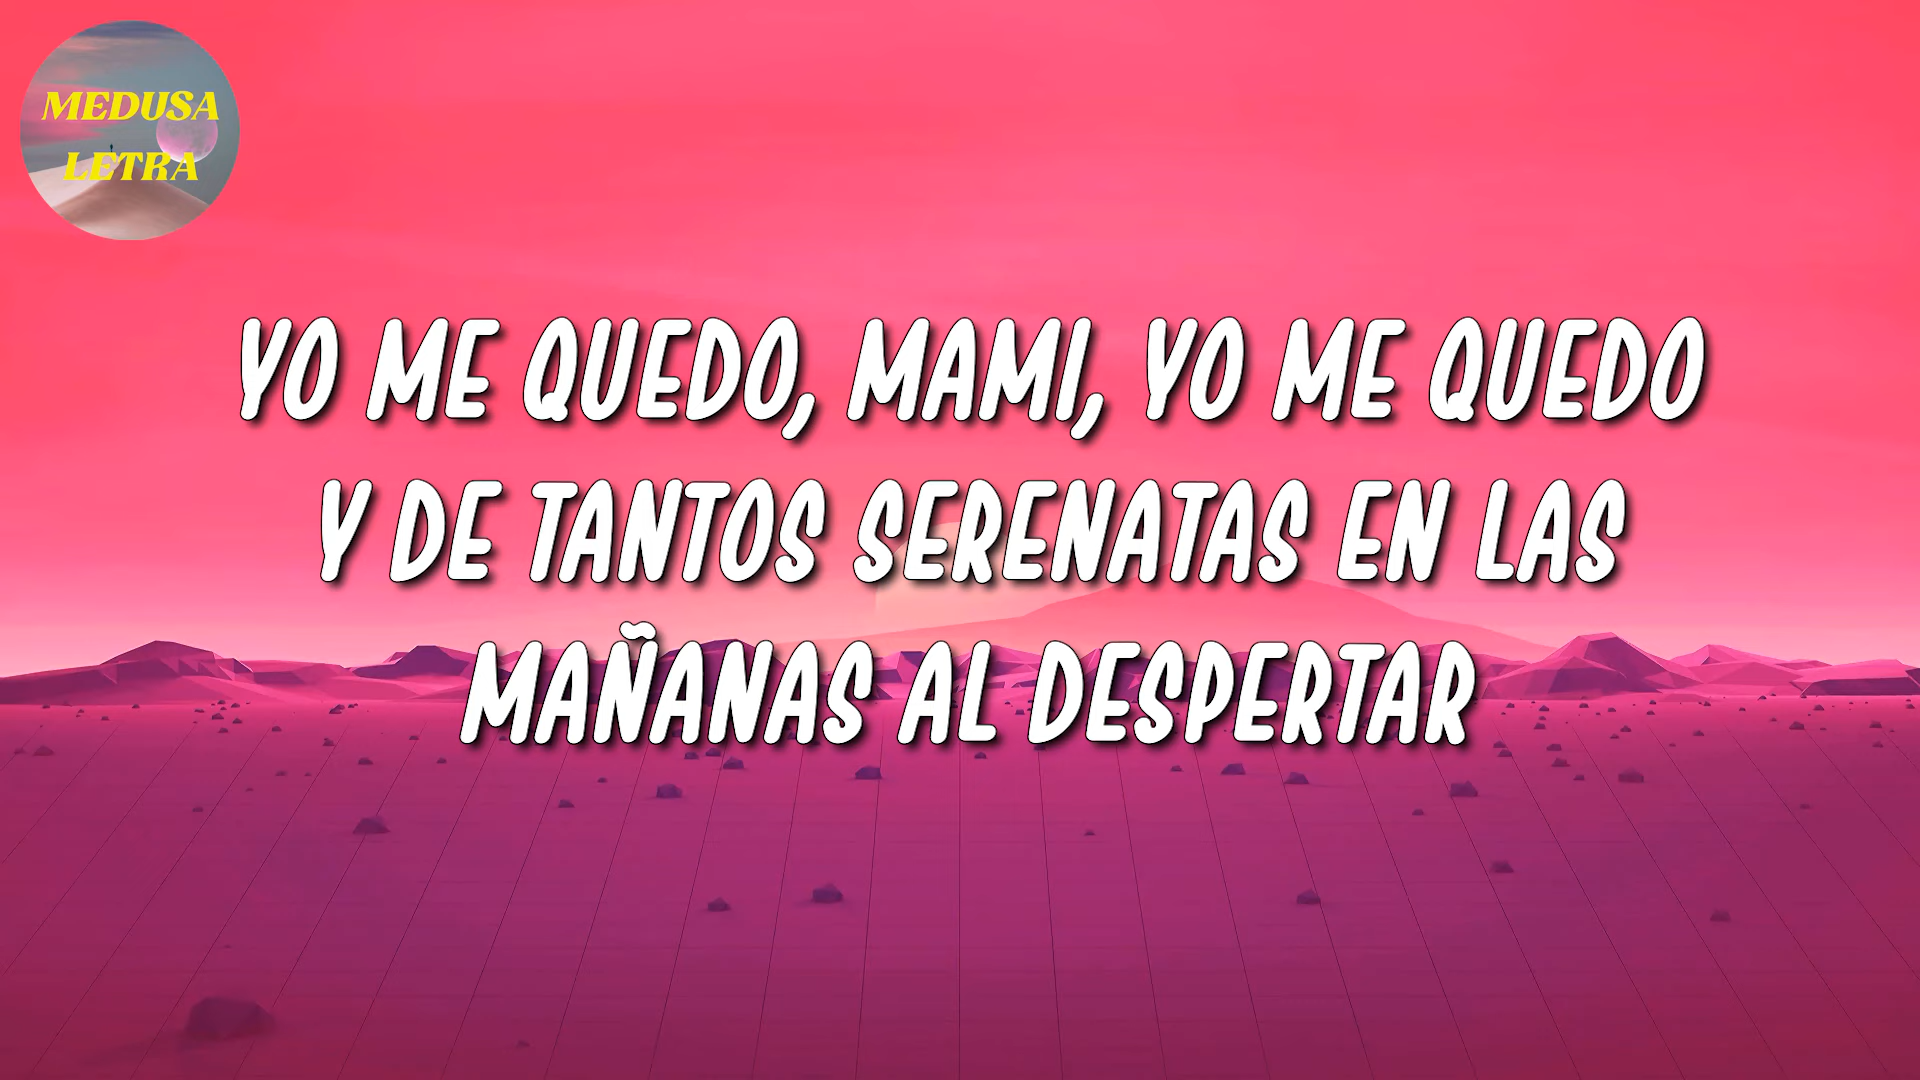 MEDUSA
LETRA
YO ME QUEDO, MAMI, YO ME QUEDO
Y DE TANTOS SERENATAS EN LAS
MAÑANAS AL DESPERTAR